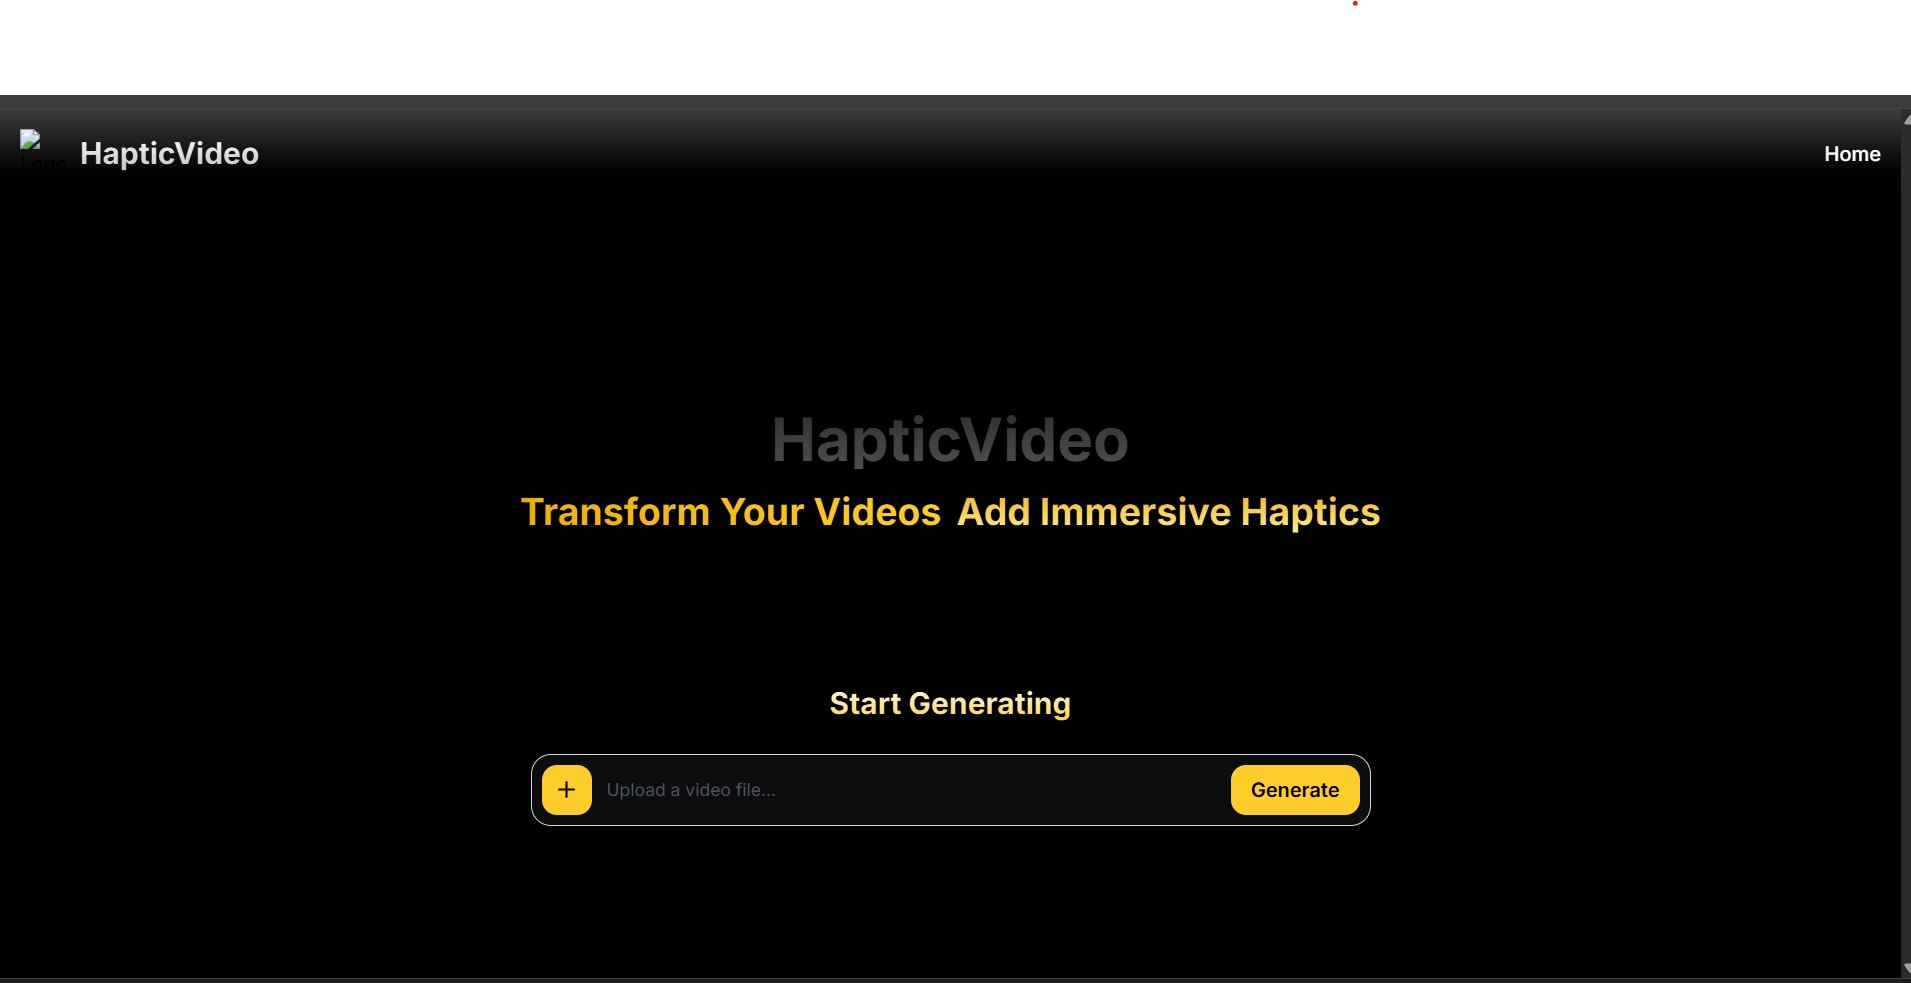 Logo
HapticVideo
Home
HapticVideo
Transform Your Videos Add Immersive Haptics
Start Generating
+ Upload a video file...
Generate